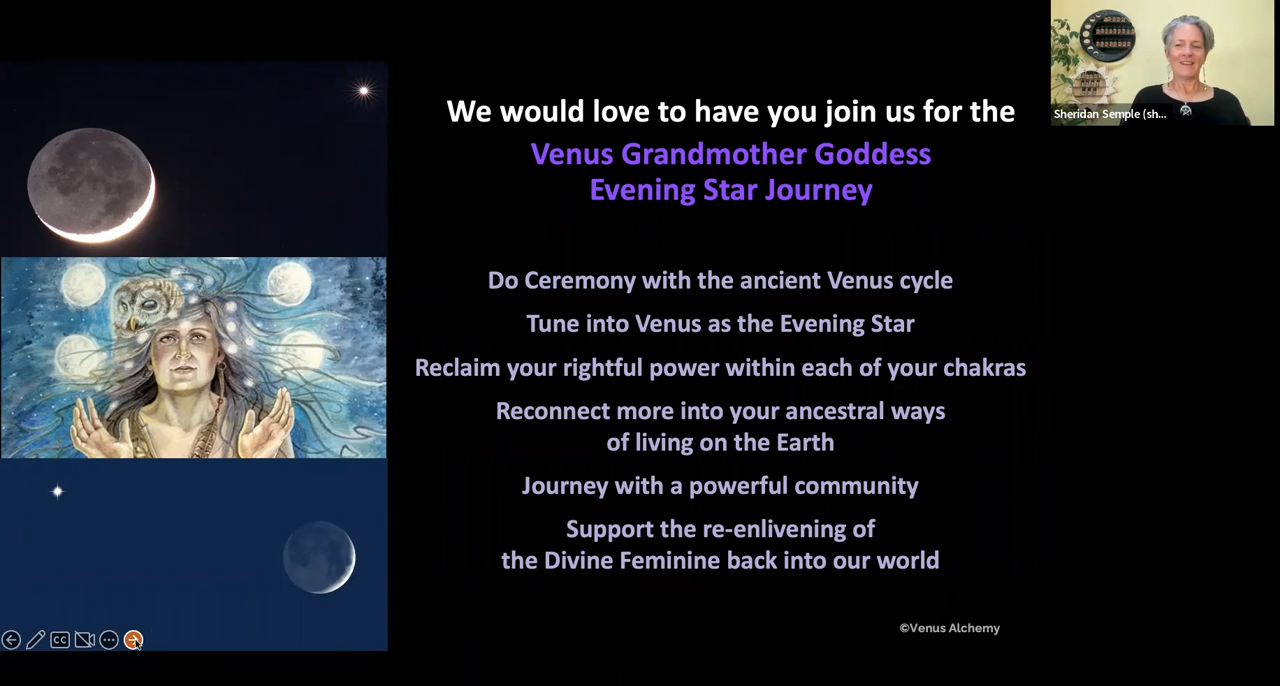 We would love to have you join us for the
Venus Grandmother Goddess
Evening Star Journey
Do Ceremony with the ancient Venus cycle
Tune into Venus as the Evening Star
Reclaim your rightful power within each of your chakras
Reconnect more into your ancestral ways
of living on the Earth
Journey with a powerful community
Support the re-enlivening of
the Divine Feminine back into our world
©Venus Alchemy
Sheridan Semple (sh...
CC